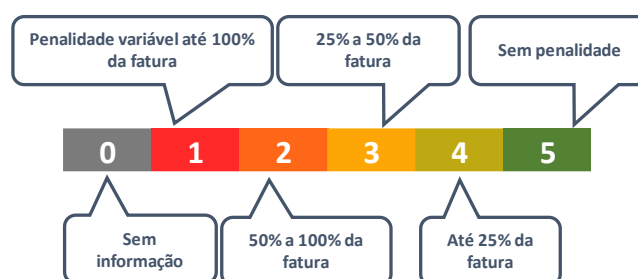 Penalidade variável até 100%
da fatura
25% a 50% da
fatura
Sem penalidade
0 1 2 3 4 5
Sem
informação
50% a 100% da
fatura
Até 25% da
fatura